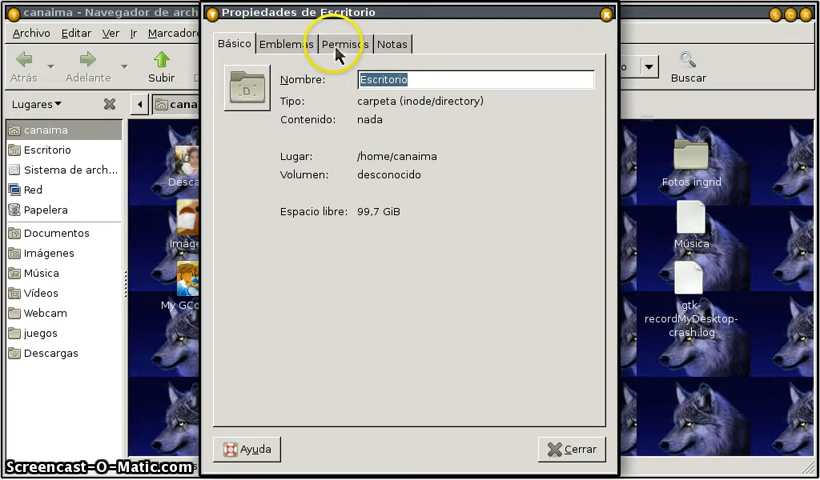 canaima - Navegador de arch
Propiedades de Escritorio
Archivo Editar Ver Ir Marcador
Atrás
Adelante
Subir
Buscar
Básico Emblemas Permisos Notas
Lugares
cana
Nombre: Escritorio
Tipo: carpeta (inode/directory)
Contenido: nada
Lugar: /home/canaima
Volumen: desconocido
Espacio libre: 99,7 GiB
canaima
Escritorio
Sistema de arch...
Red
Papelera
Documentos
Imágenes
Música
Vídeos
Webcam
juegos
Descargas
Desca
Imág
My GCo
Fotos ingrid
Música
gtk-
recordMyDesktop-
crash.log
Ayuda
Cerrar
Screencast-O-Matic.com